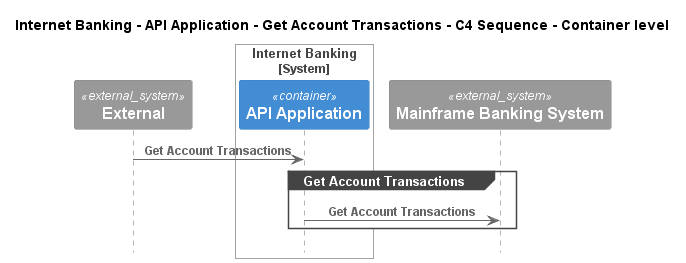 Internet Banking - API Application - Get Account Transactions - C4 Sequence - Container level
Internet Banking
[System]
«external_system»
External
«container»
API Application
«external_system»
Mainframe Banking System
Get Account Transactions
Get Account Transactions
Get Account Transactions